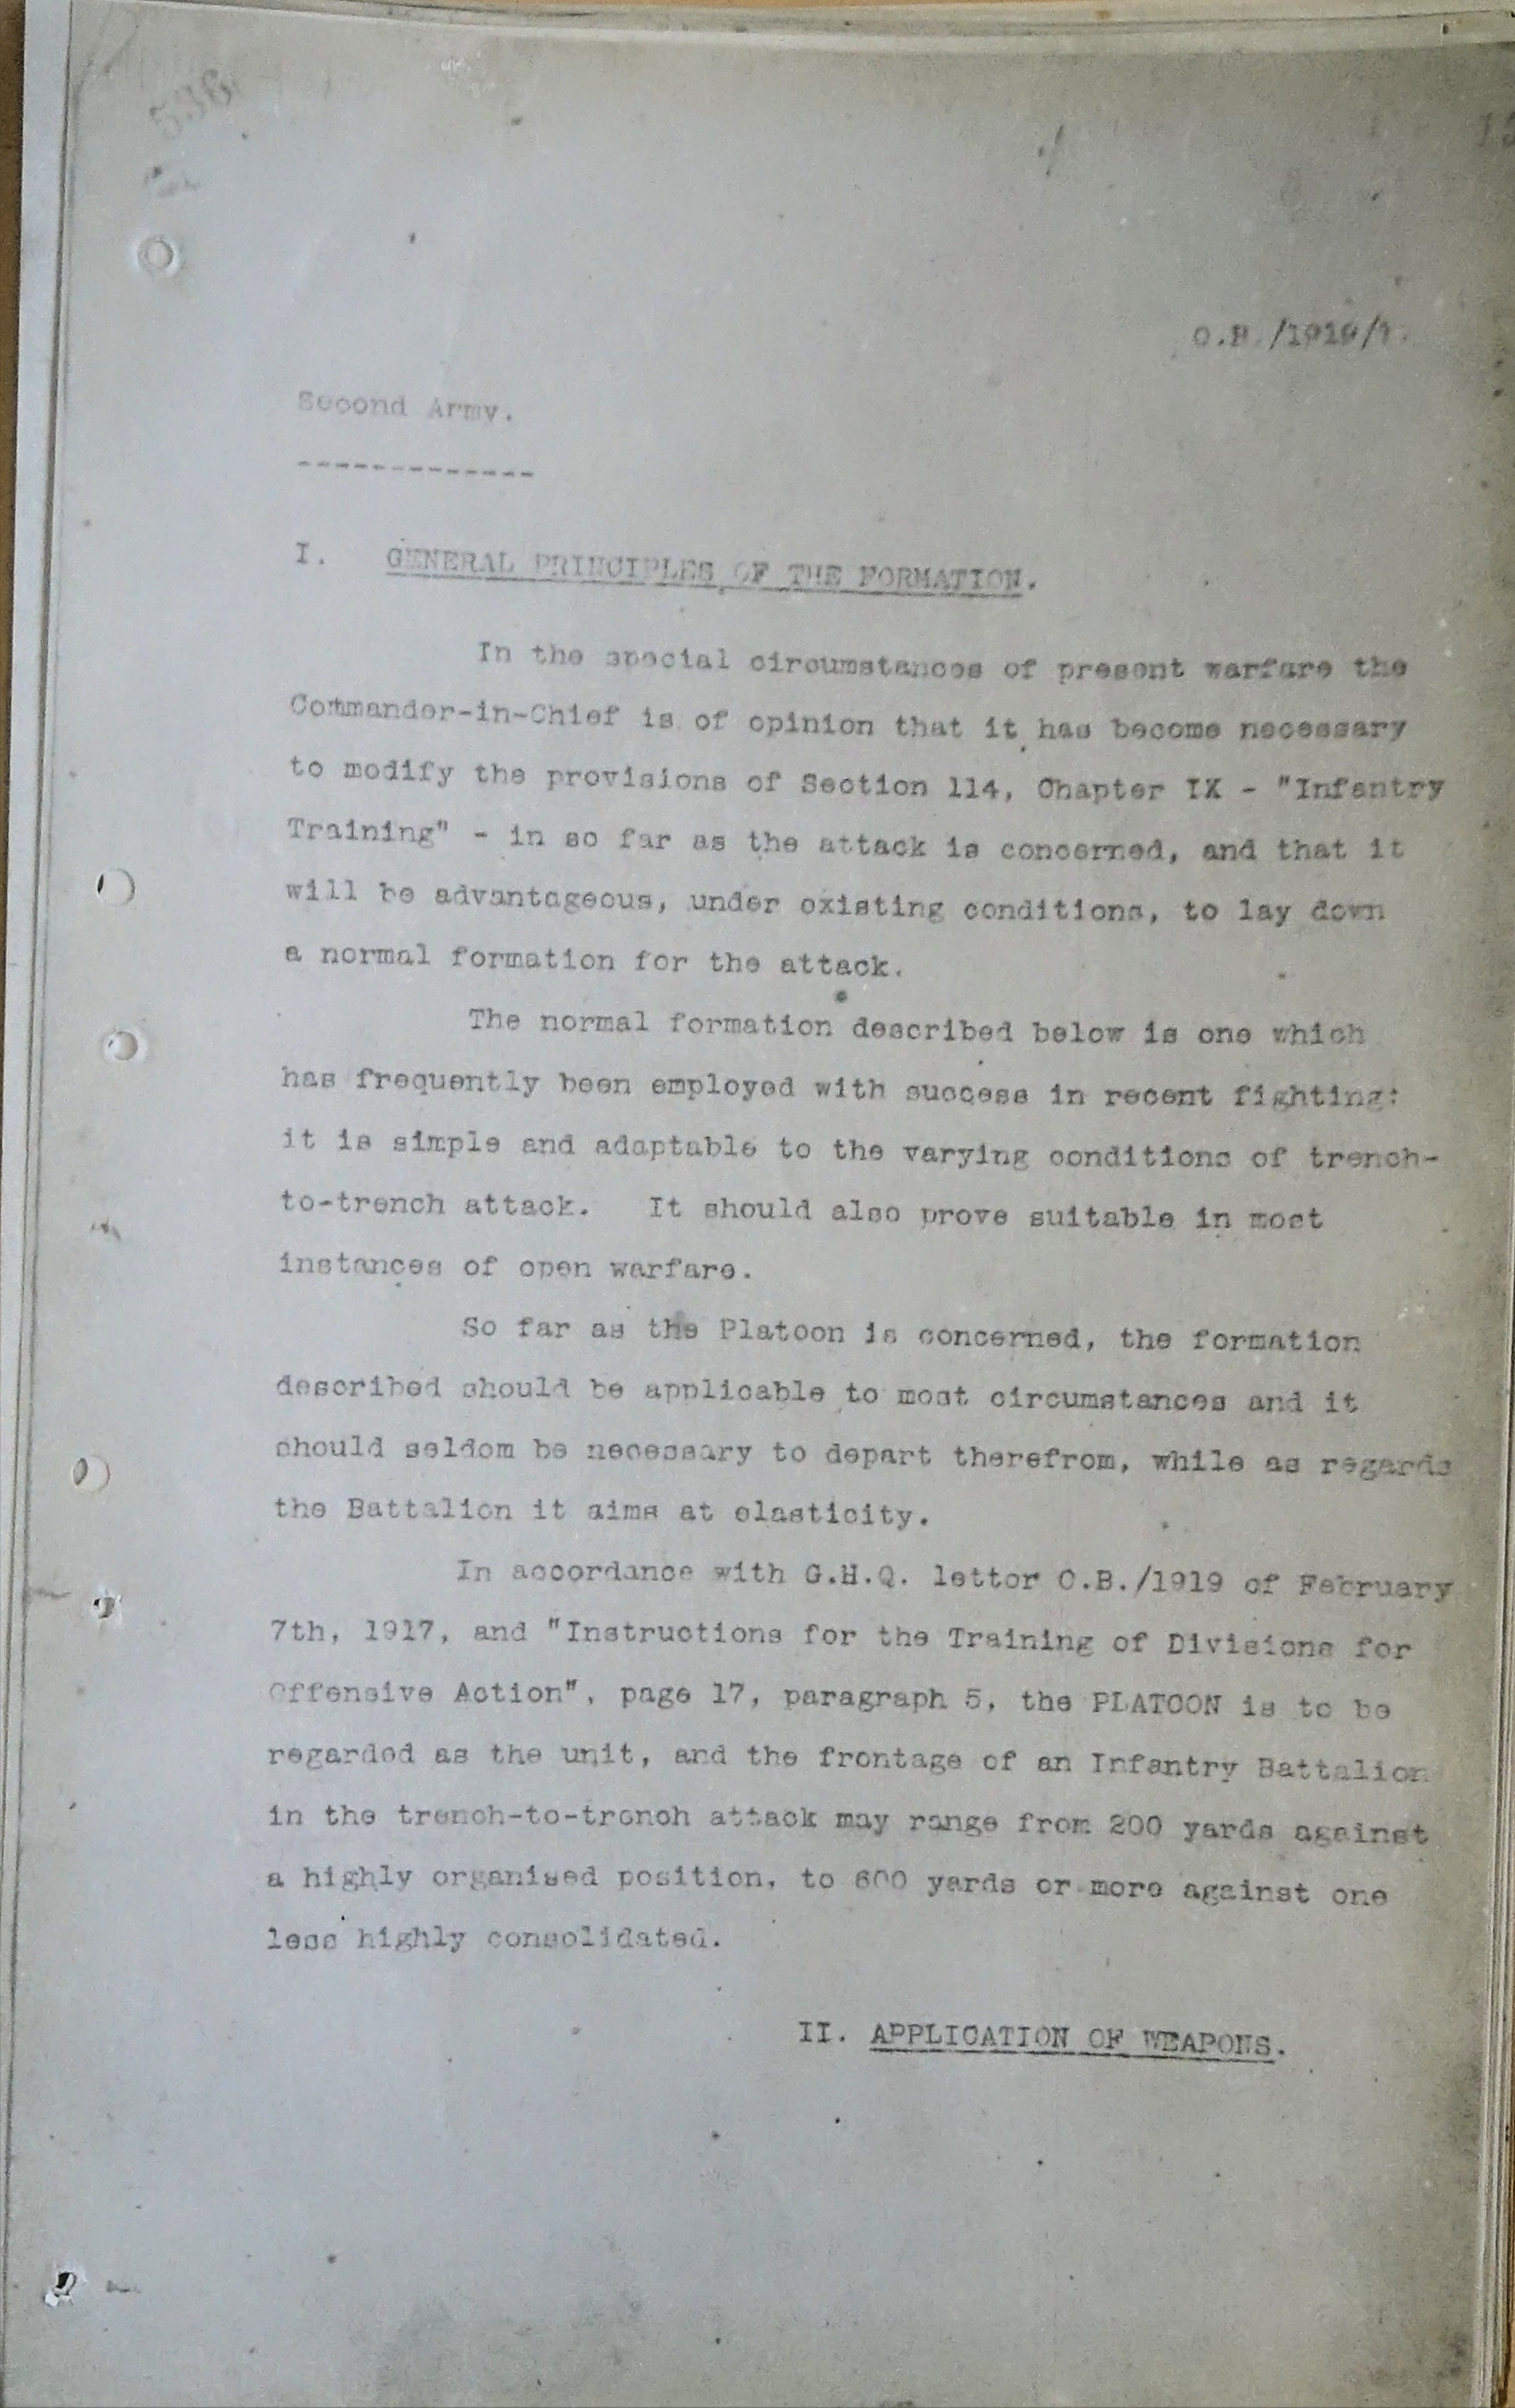 O.B./1919/T.
Second Army.
-------------
I. GENERAL PRINCIPLES OF THE FORMATION.
In the special circumstances of present warfare the
Commander-in-Chief is of opinion that it has become necessary
to modify the provisions of Section 114, Chapter IX - "Infantry
Training" - in so far as the attack is concerned, and that it
will be advantageous, under existing conditions, to lay down
a normal formation for the attack.
The normal formation described below is one which
has frequently been employed with success in recent fighting:
it is simple and adaptable to the varying conditions of trench-
to-trench attack. It should also prove suitable in most
instances of open warfare.
So far as the Platoon is concerned, the formation
described should be applicable to most circumstances and it
should seldom be necessary to depart therefrom, while as regards
the Battalion it aims at elasticity.
In accordance with G.H.Q. letter O.B./1919 of February
7th, 1917, and "Instructions for the Training of Divisions for
Offensive Action", page 17, paragraph 5, the PLATOON is to be
regarded as the unit, and the frontage of an Infantry Battalion
in the trench-to-trench attack may range from 200 yards against
a highly organised position, to 600 yards or more against one
less highly consolidated.
II. APPLICATION OF WEAPONS.